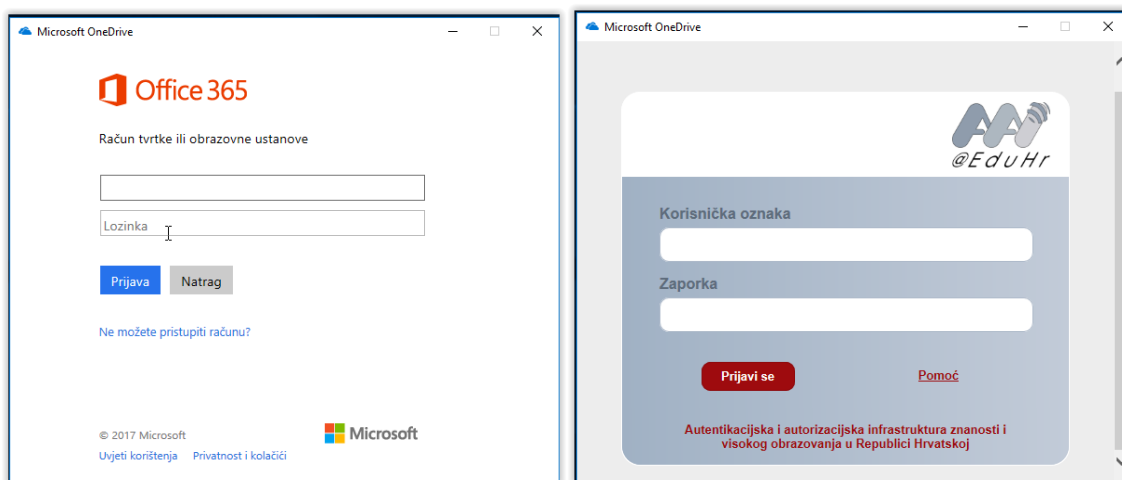 Microsoft OneDrive
Office 365
Račun tvrtke ili obrazovne ustanove
Lozinka
Prijava Natrag
Ne možete pristupiti računu?
© 2017 Microsoft
Microsoft
Uvjeti korištenja Privatnost i kolačići
Microsoft OneDrive
AAI
@EduHr
Korisnička oznaka
Zaporka
Prijavi se Pomoć
Autentikacijska i autorizacijska infrastruktura znanosti i
visokog obrazovanja u Republici Hrvatskoj